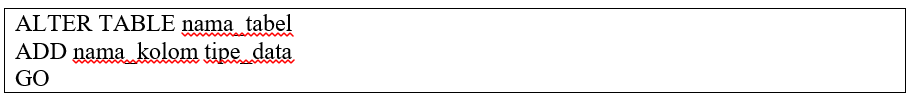 ALTER TABLE nama_tabel
ADD nama_kolom tipe_data
GO